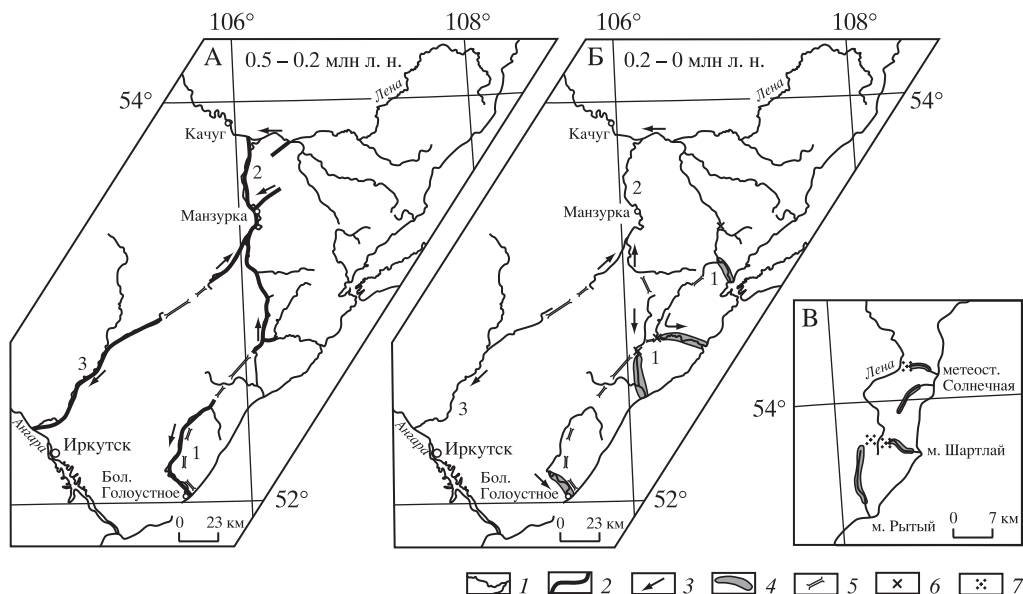 106° 108° 106° 108°
А 0.5 – 0.2 млн л. н.
Лена
54°
Качуг
2
Манзурка
3
Ангара
Иркутск
1
Бол.
Голоустное
52°
0 23 км
Б 0.2 – 0 млн л. н.
Лена
54°
Качуг
2
Манзурка
1
1
3
Ангара
Иркутск
Бол.
Голоустное
52°
0 23 км
В
Лена
метеост.
Солнечная
54°
м. Шартлай
м. Рытый
0 7 км
1 2 3 4 5 6 7